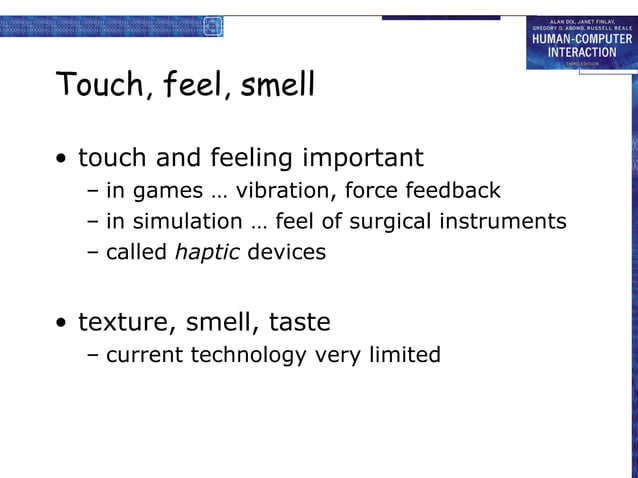 ALAN DIX, JANET FINLAY,
GREGORY D. ABOWD, RUSSELL BEALE
HUMAN-COMPUTER
INTERACTION
THIRD EDITION
Touch, feel, smell
• touch and feeling important
– in games … vibration, force feedback
– in simulation … feel of surgical instruments
– called haptic devices
• texture, smell, taste
– current technology very limited